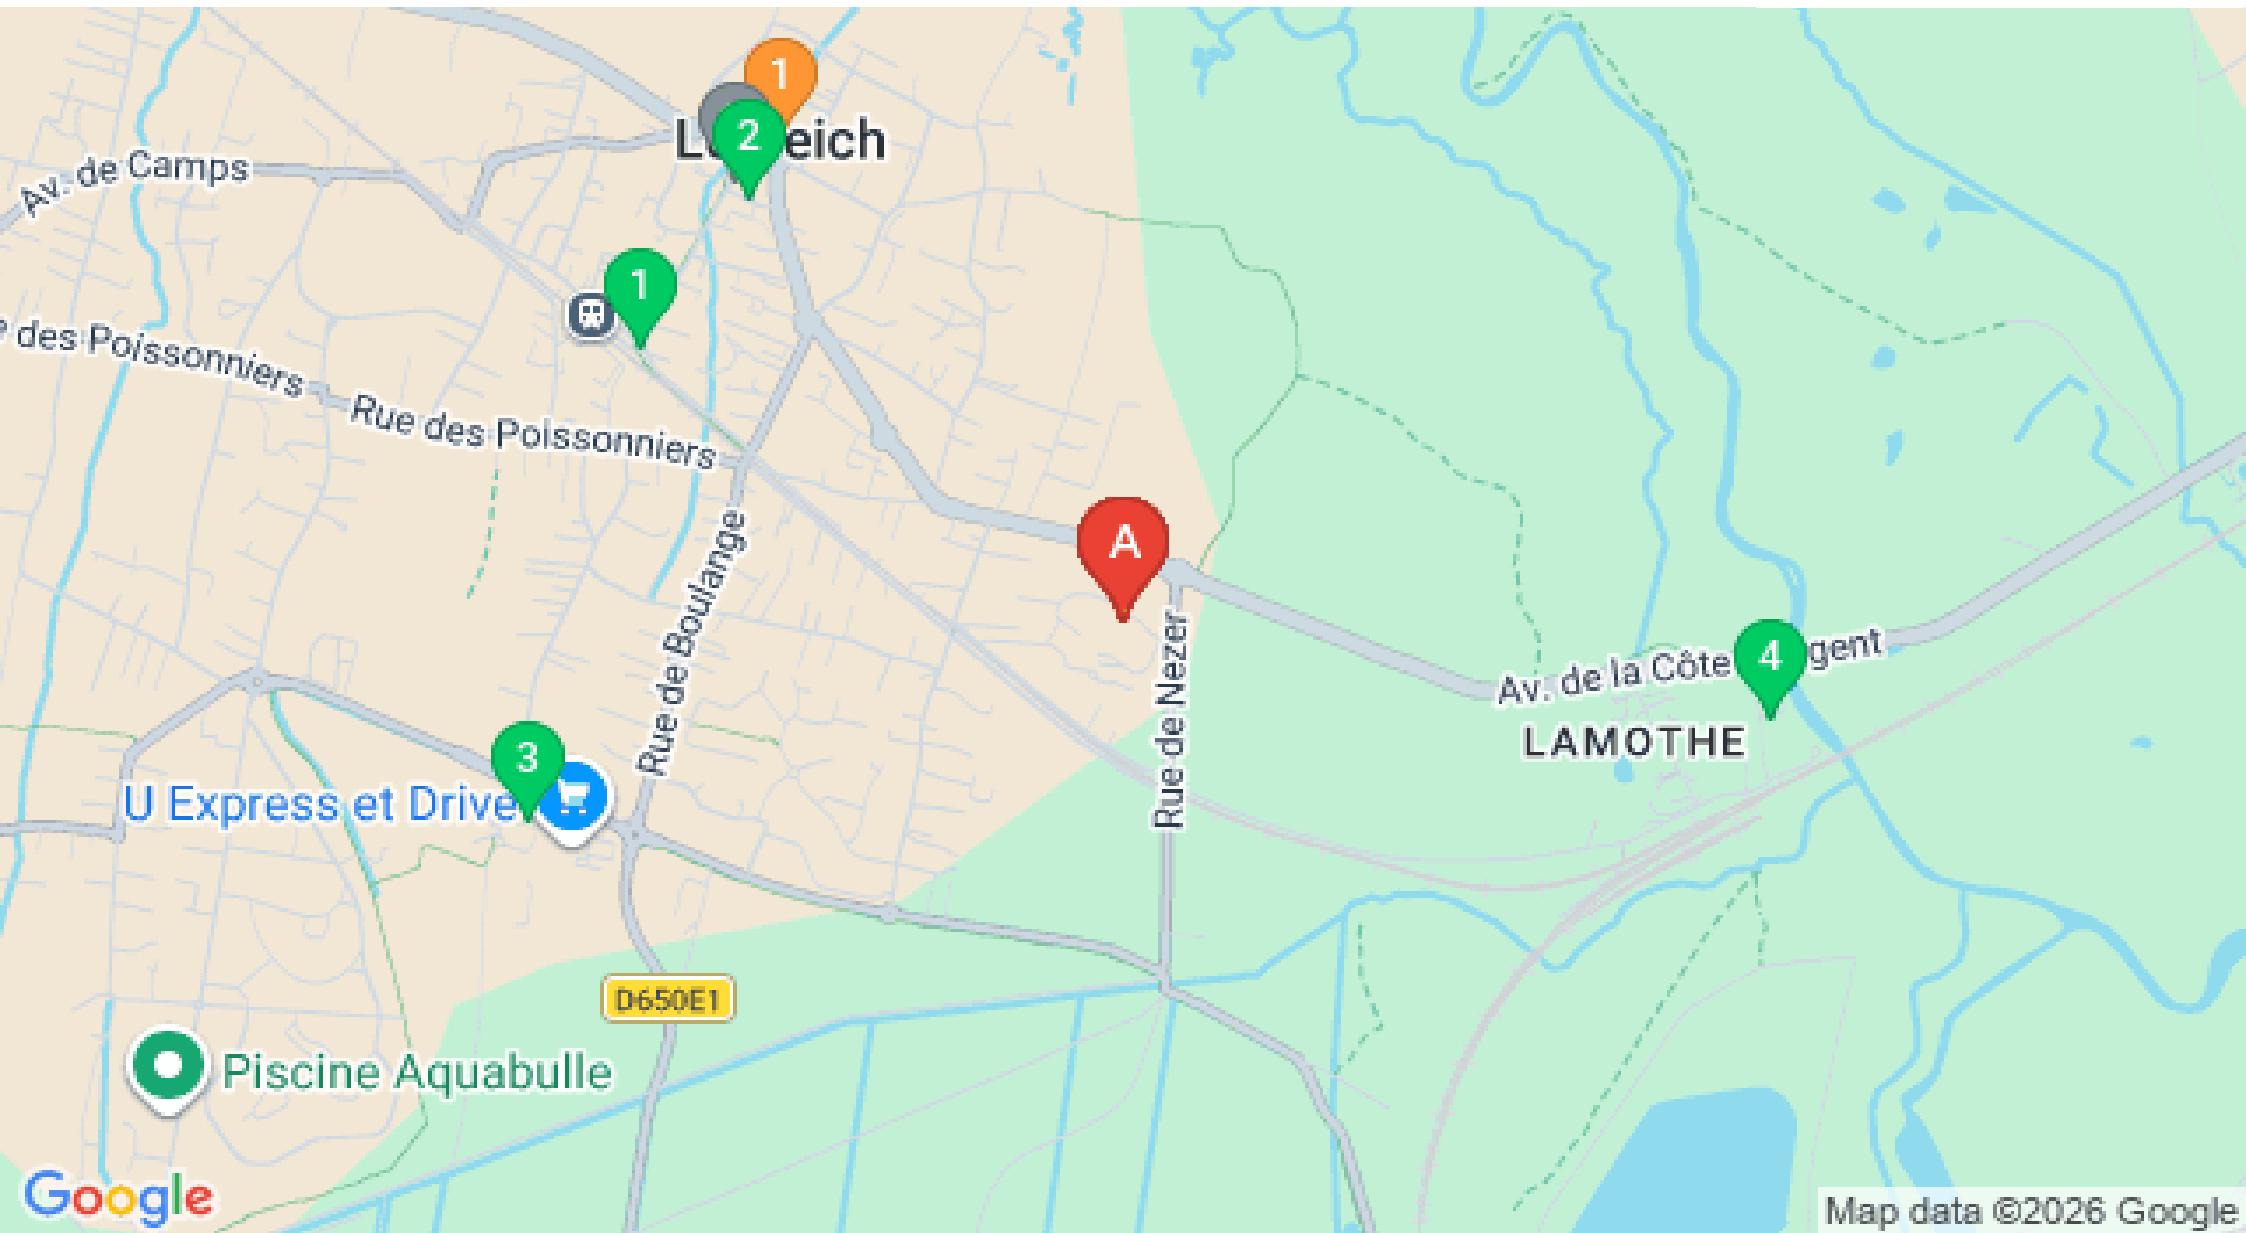 1
2
L eich
Av. de Camps
1
e des Poissonniers
Rue des Poissonniers
A
Rue de Boulange
Rue de Nezer
4
Av. de la Côte gent
LAMOTHE
3
U Express et Drive
D650E1
Piscine Aquabulle
Google
Map data ©2026 Google